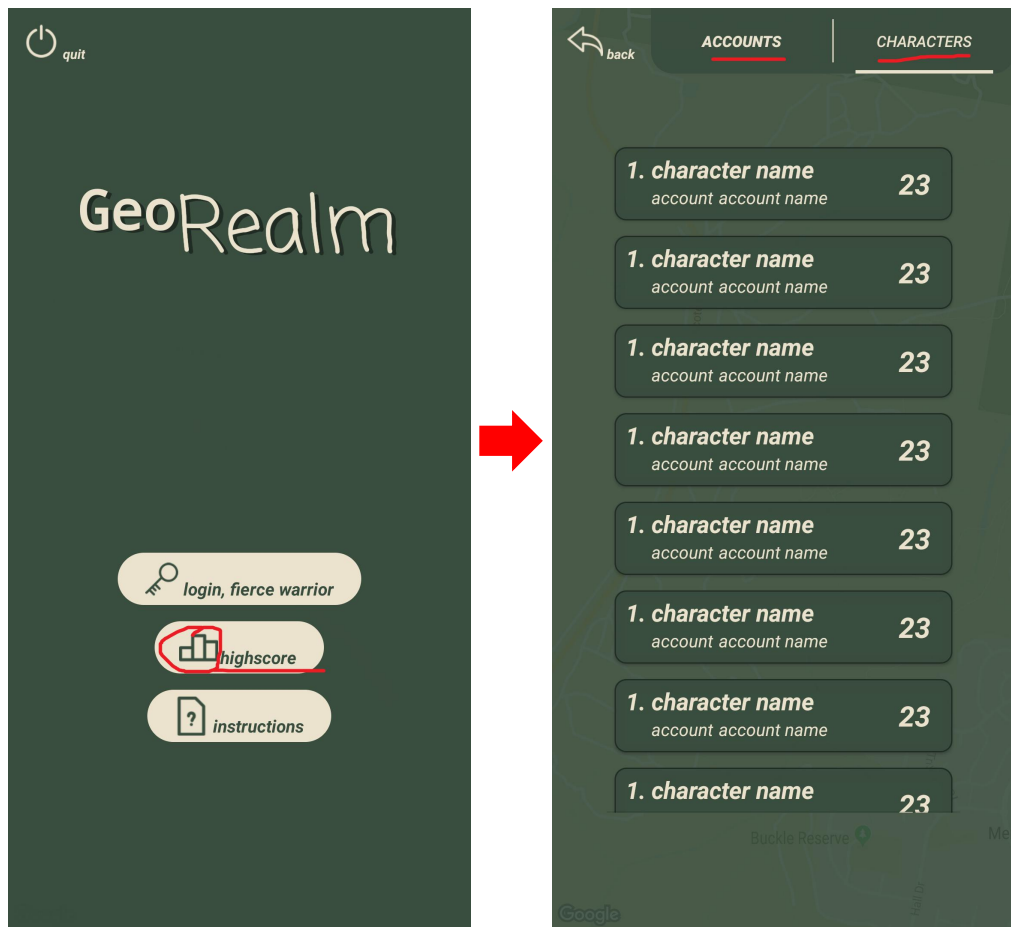 quit
GeoRealm
login, fierce warrior
highscore
instructions
back
ACCOUNTS
CHARACTERS
1. character name
account account name
23
1. character name
account account name
23
1. character name
account account name
23
1. character name
account account name
23
1. character name
account account name
23
1. character name
account account name
23
1. character name
account account name
23
1. character name
23
Buckle Reserve
Me
Google